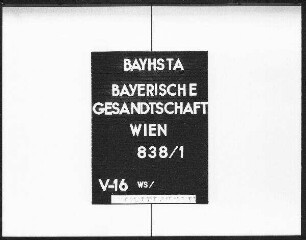 BAYHSTA
BAYERISCHE
GESANDTSCHAFT
WIEN
838/1
V-16 WS/